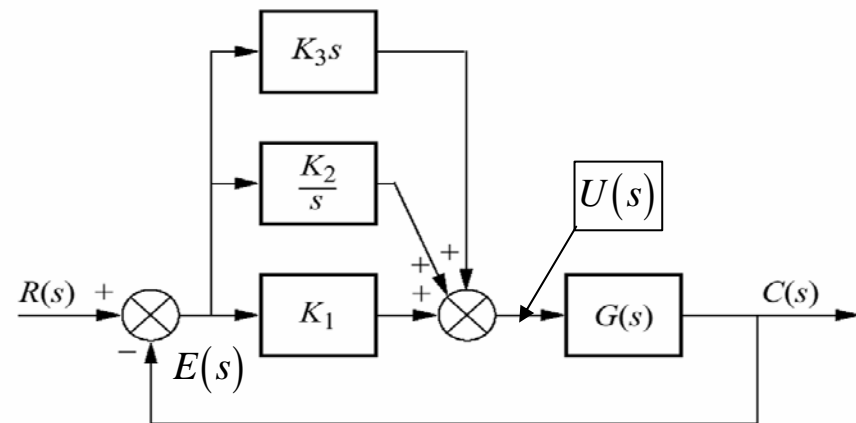 K₃s
K₂
s
U(s)
+
+
R(s) +
+
K₁
G(s)
C(s)
−
E(s)